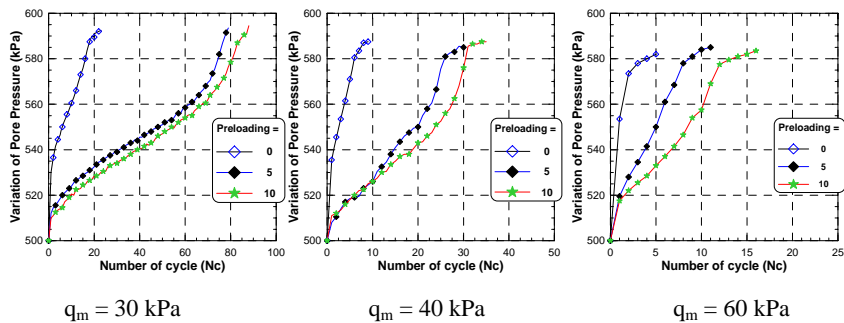 Variation of Pore Pressure (kPa)
600
580
560
540
520
500
0 20 40 60 80 100
Number of cycle (Nc)
Preloading =
0
5
10
Variation of Pore Pressure (kPa)
600
580
560
540
520
500
0 10 20 30 40 50
Number of cycle (Nc)
Preloading =
0
5
10
Variation of Pore Pressure (kPa)
600
580
560
540
520
500
0 5 10 15 20 25
Number of cycle (Nc)
Preloading =
0
5
10
qm = 30 kPa
qm = 40 kPa
qm = 60 kPa